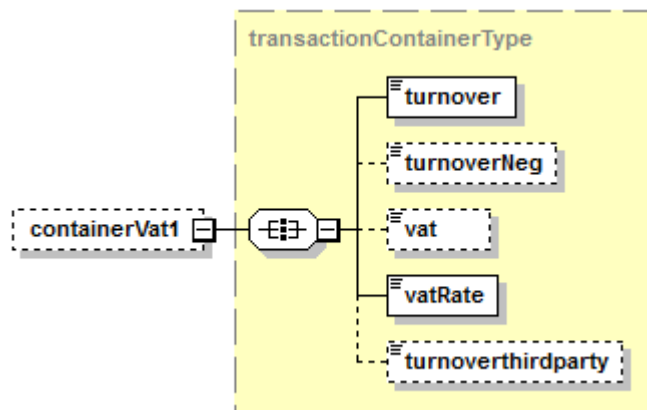 transactionContainerType
turnover
turnoverNeg
containerVat1
vat
vatRate
turnoverthirdparty